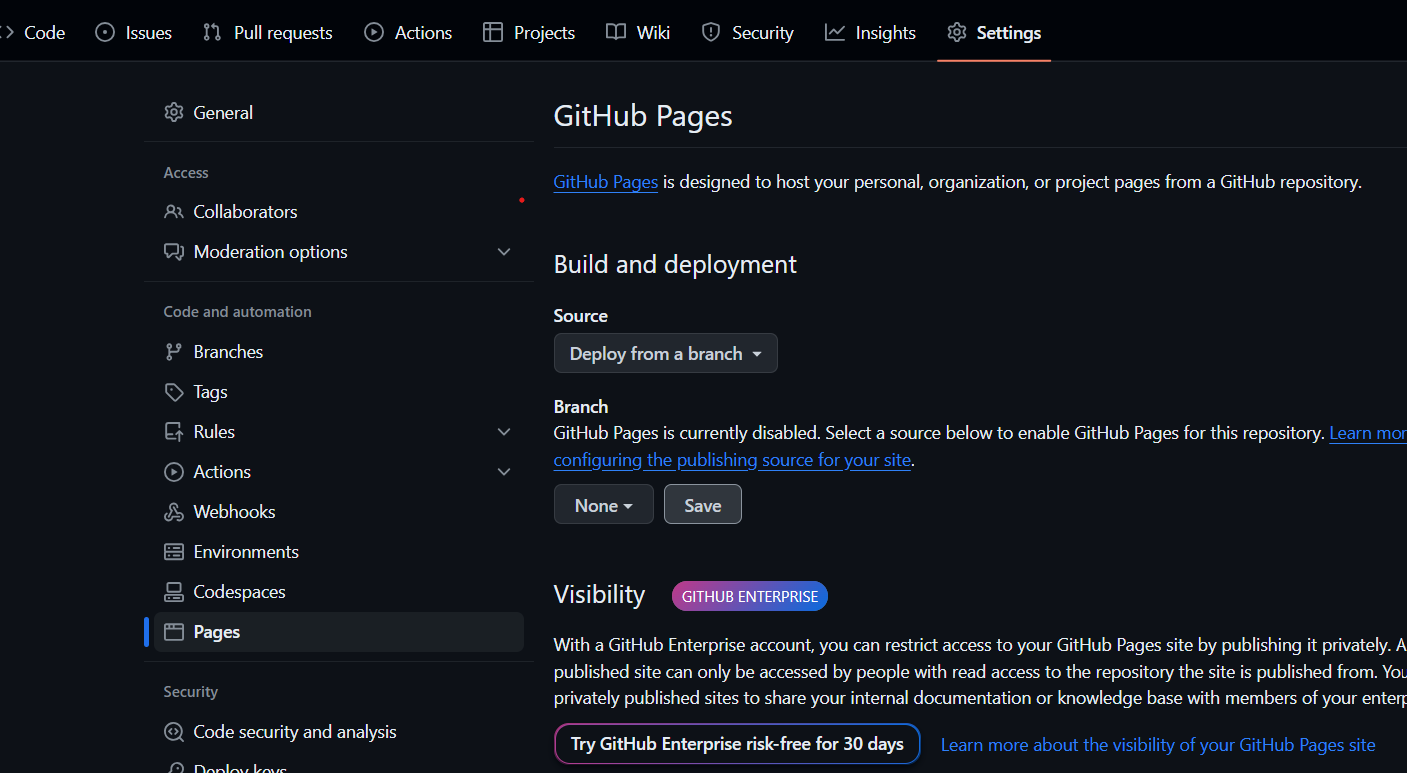 Code Issues Pull requests Actions Projects Wiki Security Insights Settings
General
Access
Collaborators
Moderation options
Code and automation
Branches
Tags
Rules
Actions
Webhooks
Environments
Codespaces
Pages
Security
Code security and analysis
Deploy keys
GitHub Pages
GitHub Pages is designed to host your personal, organization, or project pages from a GitHub repository.
Build and deployment
Source
Deploy from a branch
Branch
GitHub Pages is currently disabled. Select a source below to enable GitHub Pages for this repository. Learn mor
configuring the publishing source for your site.
None Save
Visibility GITHUB ENTERPRISE
With a GitHub Enterprise account, you can restrict access to your GitHub Pages site by publishing it privately. A
published site can only be accessed by people with read access to the repository the site is published from. You
privately published sites to share your internal documentation or knowledge base with members of your enterp
Try GitHub Enterprise risk-free for 30 days Learn more about the visibility of your GitHub Pages site